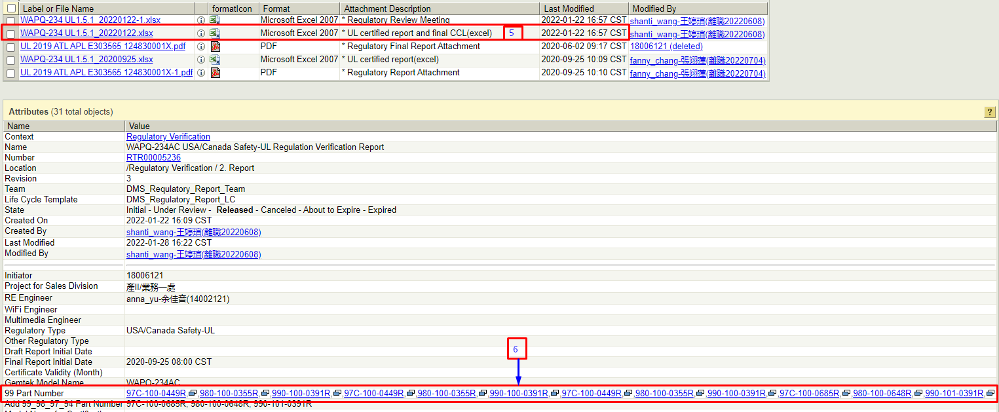 Label or File Name formatIcon Format Attachment Description Last Modified Modified By
WAPQ-234 UL1.5.1_20220122-1.xlsx Microsoft Excel 2007 * Regulatory Review Meeting 2022-01-22 16:57 CST shanti_wang-王婷瑄(離職20220608)
WAPQ-234 UL1.5.1_20220122.xlsx Microsoft Excel 2007 * UL certified report and final CCL(excel) 5 2022-01-22 16:57 CST shanti_wang-王婷瑄(離職20220608)
UL 2019 ATL APL E303565 124830001X.pdf PDF * Regulatory Final Report Attachment 2020-06-02 09:17 CST 18006121 (deleted)
WAPQ-234 UL1.5.1_20200925.xlsx Microsoft Excel 2007 * UL certified report(excel) 2020-09-25 10:09 CST fanny_chang-張翊蓮(離職20220704)
UL 2019 ATL APL E303565 124830001X-1.pdf PDF * Regulatory Report Attachment 2020-09-25 10:10 CST fanny_chang-張翊蓮(離職20220704)
Attributes (31 total objects) ?
Name Value
Context Regulatory Verification
Name WAPQ-234AC USA/Canada Safety-UL Regulation Verification Report
Number RTR00005236
Location /Regulatory Verification / 2. Report
Revision 3
Team DMS_Requlatory_Report_Team
Life Cycle Template DMS_Regulatory_Report_LC
State Initial - Under Review - Released - Canceled - About to Expire - Expired
Created On 2022-01-22 16:09 CST
Created By shanti_wang-王婷瑄(離職20220608)
Last Modified 2022-01-28 16:22 CST
Modified By shanti_wang-王婷瑄(離職20220608)
Initiator 18006121
Project for Sales Division 產II/業務一處
RE Engineer anna_yu-余佳音(14002121)
WiFi Engineer
Multimedia Engineer
Regulatory Type USA/Canada Safety-UL
Other Regulatory Type
Draft Report Initial Date 6
Final Report Initial Date 2020-09-25 08:00 CST
Certificate Validity (Month)
Gemtek Model Name WAPQ-234AC
99 Part Number 97C-100-0449R, 980-100-0355R, 990-100-0391R, 97C-100-0449R, 980-100-0355R, 990-100-0391R, 97C-100-0449R, 980-100-0355R, 990-100-0391R, 97C-100-0685R, 980-100-0648R, 990-101-0391R,
Add 99_98_97_94 Part Number 97C-100-0685R, 980-100-0648R, 990-101-0391R